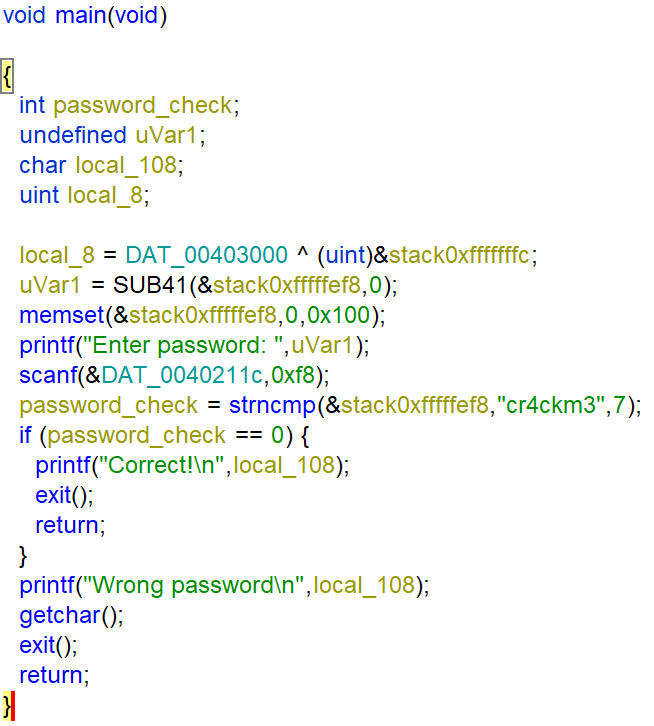 void main(void)
{
int password_check;
undefined uVar1;
char local_108;
uint local_8;
local_8 = DAT_00403000 ^ (uint)&stack0xfffffffc;
uVar1 = SUB41(&stack0xfffffef8,0);
memset(&stack0xfffffef8,0,0x100);
printf("Enter password: ",uVar1);
scanf(&DAT_0040211c,0xf8);
password_check = strncmp(&stack0xfffffef8,"cr4ckm3",7);
if (password_check == 0) {
printf("Correct!\n",local_108);
exit();
return;
}
printf("Wrong password\n",local_108);
getchar();
exit();
return;
}